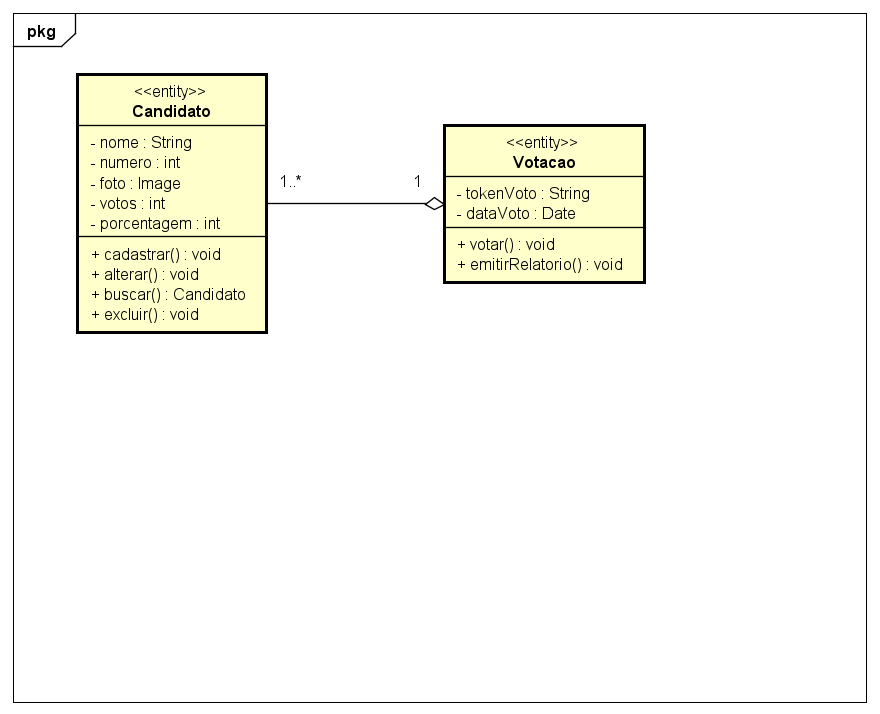 pkg
<<entity>>
Candidato
- nome : String
- numero : int
- foto : Image
- votos : int
- porcentagem : int
+ cadastrar() : void
+ alterar() : void
+ buscar() : Candidato
+ excluir() : void
1..*
1
<<entity>>
Votacao
- tokenVoto : String
- dataVoto : Date
+ votar() : void
+ emitirRelatorio() : void